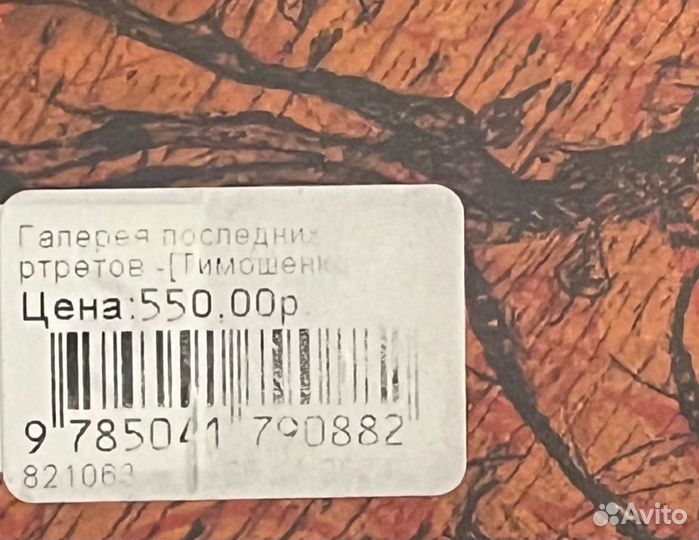 Галерея последних
ртретов -[Тимошенко
Цена:550,00р
9 785041 790882
821063
Avito